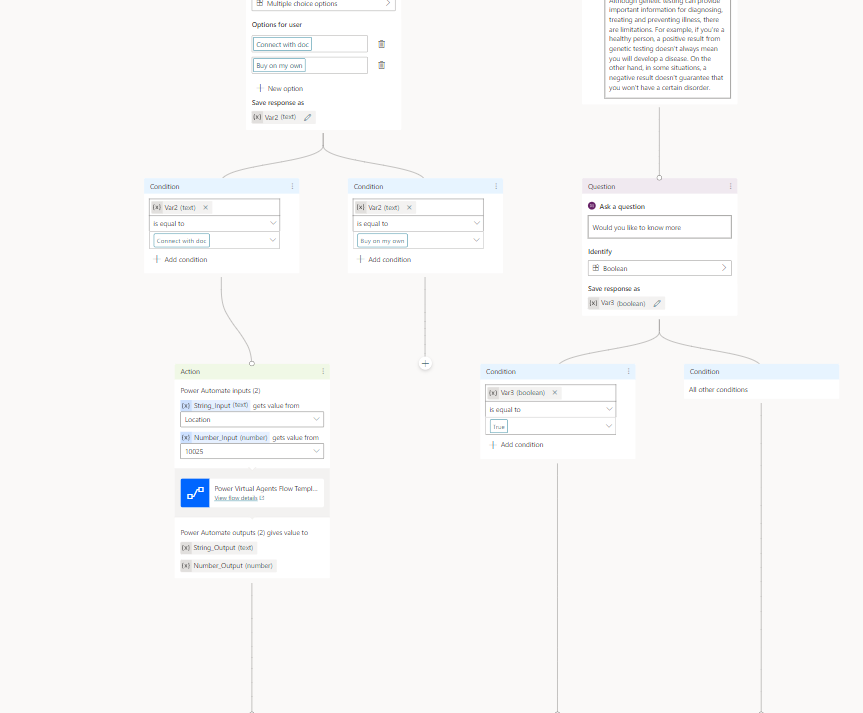 Multiple choice options
Options for user
Connect with doc
Buy on my own
New option
Save response as
{x} Var2 (text)
Although genetic testing can provide
important information for diagnosing,
treating and preventing illness, there
are limitations. For example, if you're a
healthy person, a positive result from
genetic testing doesn't always mean
you will develop a disease. On the
other hand, in some situations, a
negative result doesn't guarantee that
you won't have a certain disorder.
Condition
{x} Var2 (text)
is equal to
Connect with doc
Add condition
Condition
{x} Var2 (text)
is equal to
Buy on my own
Add condition
Question
Ask a question
Would you like to know more
Identify
Boolean
Save response as
{x} Var3 (boolean)
Action
Power Automate inputs (2)
{x} String_Input (text) gets value from
Location
{x} Number_Input (number) gets value from
10025
Power Virtual Agents Flow Templ...
View flow details
Power Automate outputs (2) gives value to
{x} String_Output (text)
{x} Number_Output (number)
Condition
{x} Var3 (boolean)
is equal to
True
Add condition
Condition
All other conditions